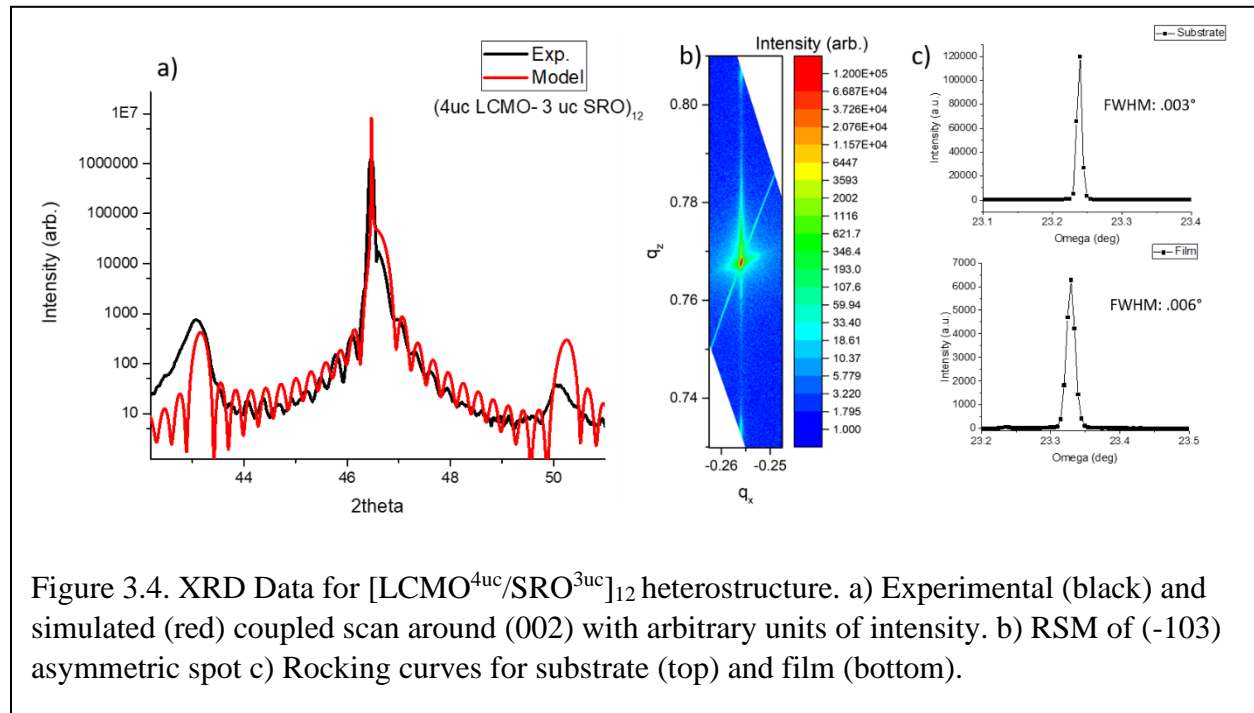 a)
Exp.
Model
(4uc LCMO- 3 uc SRO)12
Intensity (arb.)
1E7
1000000
100000
10000
1000
100
10
44
46
48
50
2theta
b)
Intensity (arb.)
q_z
0.80
0.78
0.76
0.74
-0.26
-0.25
q_x
1.200E+05
6.687E+04
3.726E+04
2.076E+04
1.157E+04
6447
3593
2002
1116
621.7
346.4
193.0
107.6
59.94
33.40
18.61
10.37
5.779
3.220
1.795
1.000
c)
Substrate
FWHM: .003°
Intensity (a.u.)
120000
100000
80000
60000
40000
20000
0
23.1
23.2
23.3
23.4
Omega (deg)
Film
FWHM: .006°
Intensity (a.u.)
7000
6000
5000
4000
3000
2000
1000
0
23.2
23.3
23.4
23.5
Omega (deg)
Figure 3.4. XRD Data for [LCMO4uc/SRO3uc]12 heterostructure. a) Experimental (black) and
simulated (red) coupled scan around (002) with arbitrary units of intensity. b) RSM of (-103)
asymmetric spot c) Rocking curves for substrate (top) and film (bottom).